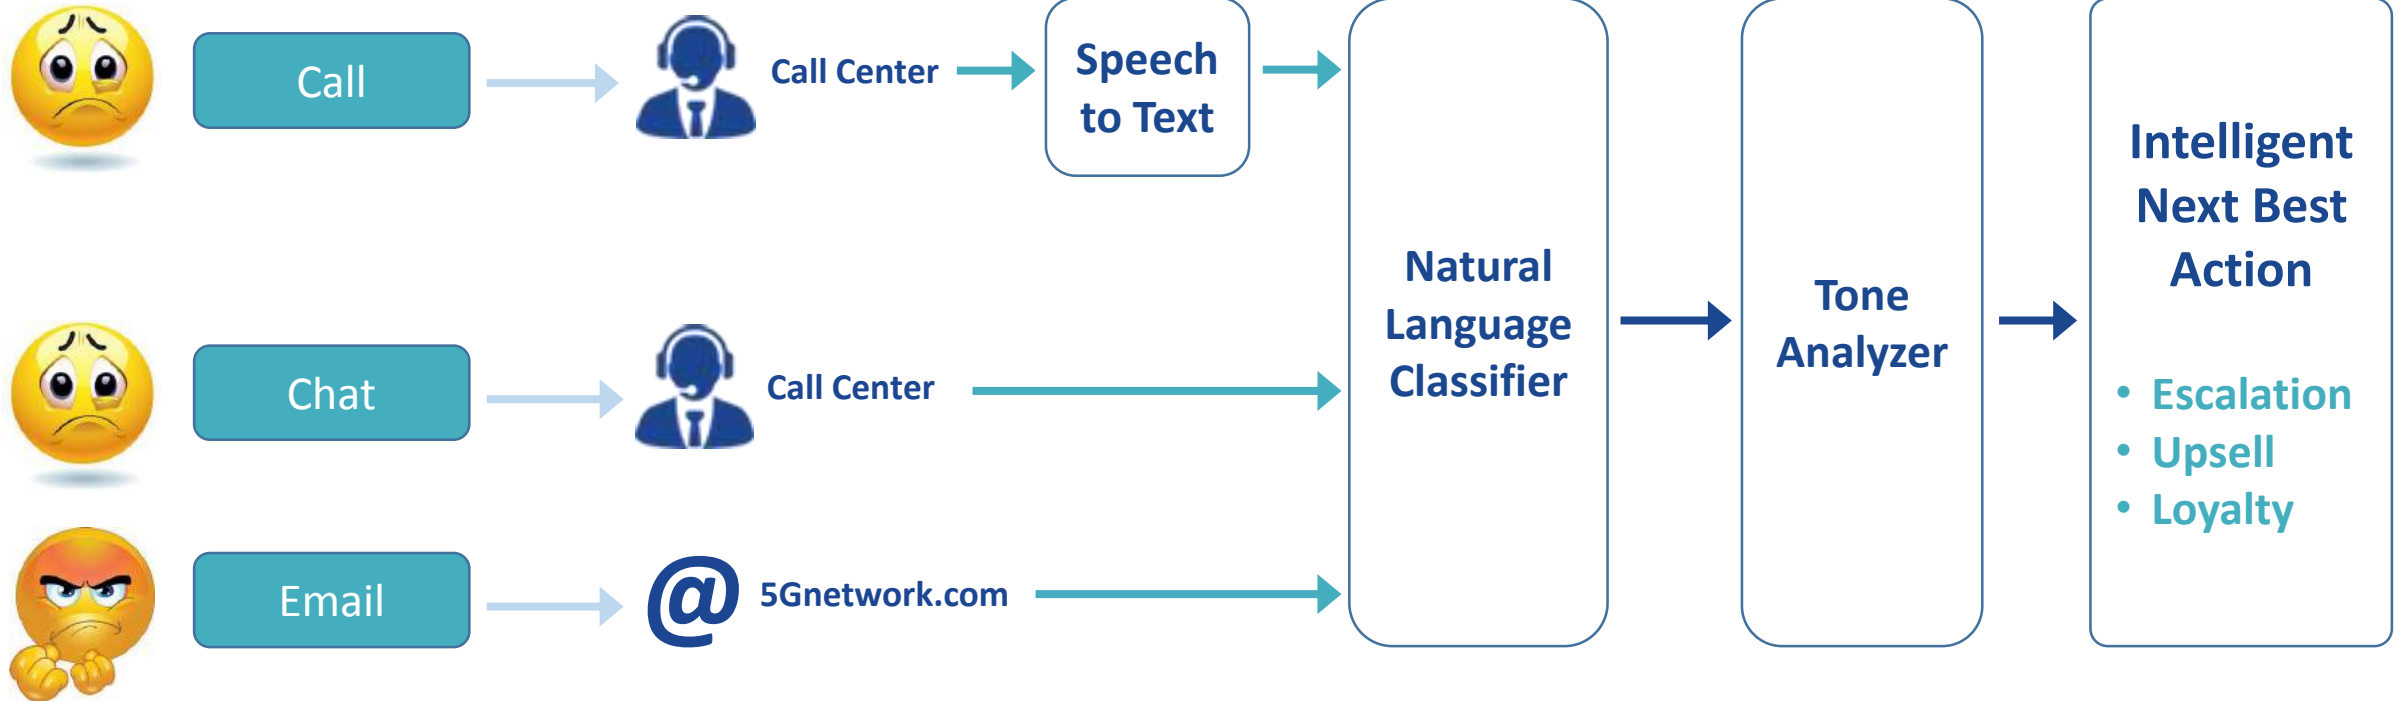 Call
Call Center
Speech
to Text
Chat
Call Center
Email
@
5Gnetwork.com
Natural
Language
Classifier
Tone
Analyzer
Intelligent
Next Best
Action
• Escalation
• Upsell
• Loyalty